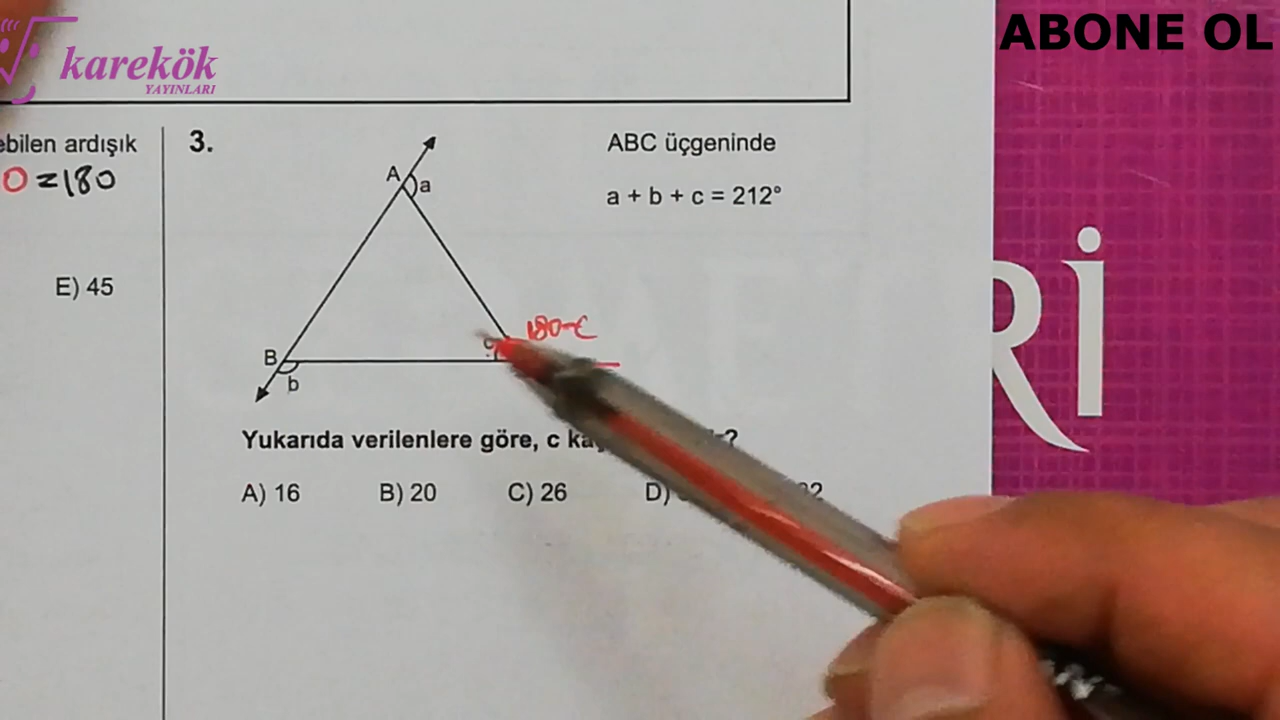 karekök
YAYINLARI
ABONE OL
ebilen ardışık
0=180
E) 45
3.
ABC üçgeninde
a + b + c = 212°
A
a
180-c
B
b
c
Yukarıda verilenlere göre, c
A) 16 B) 20 C) 26 D)
Rİ